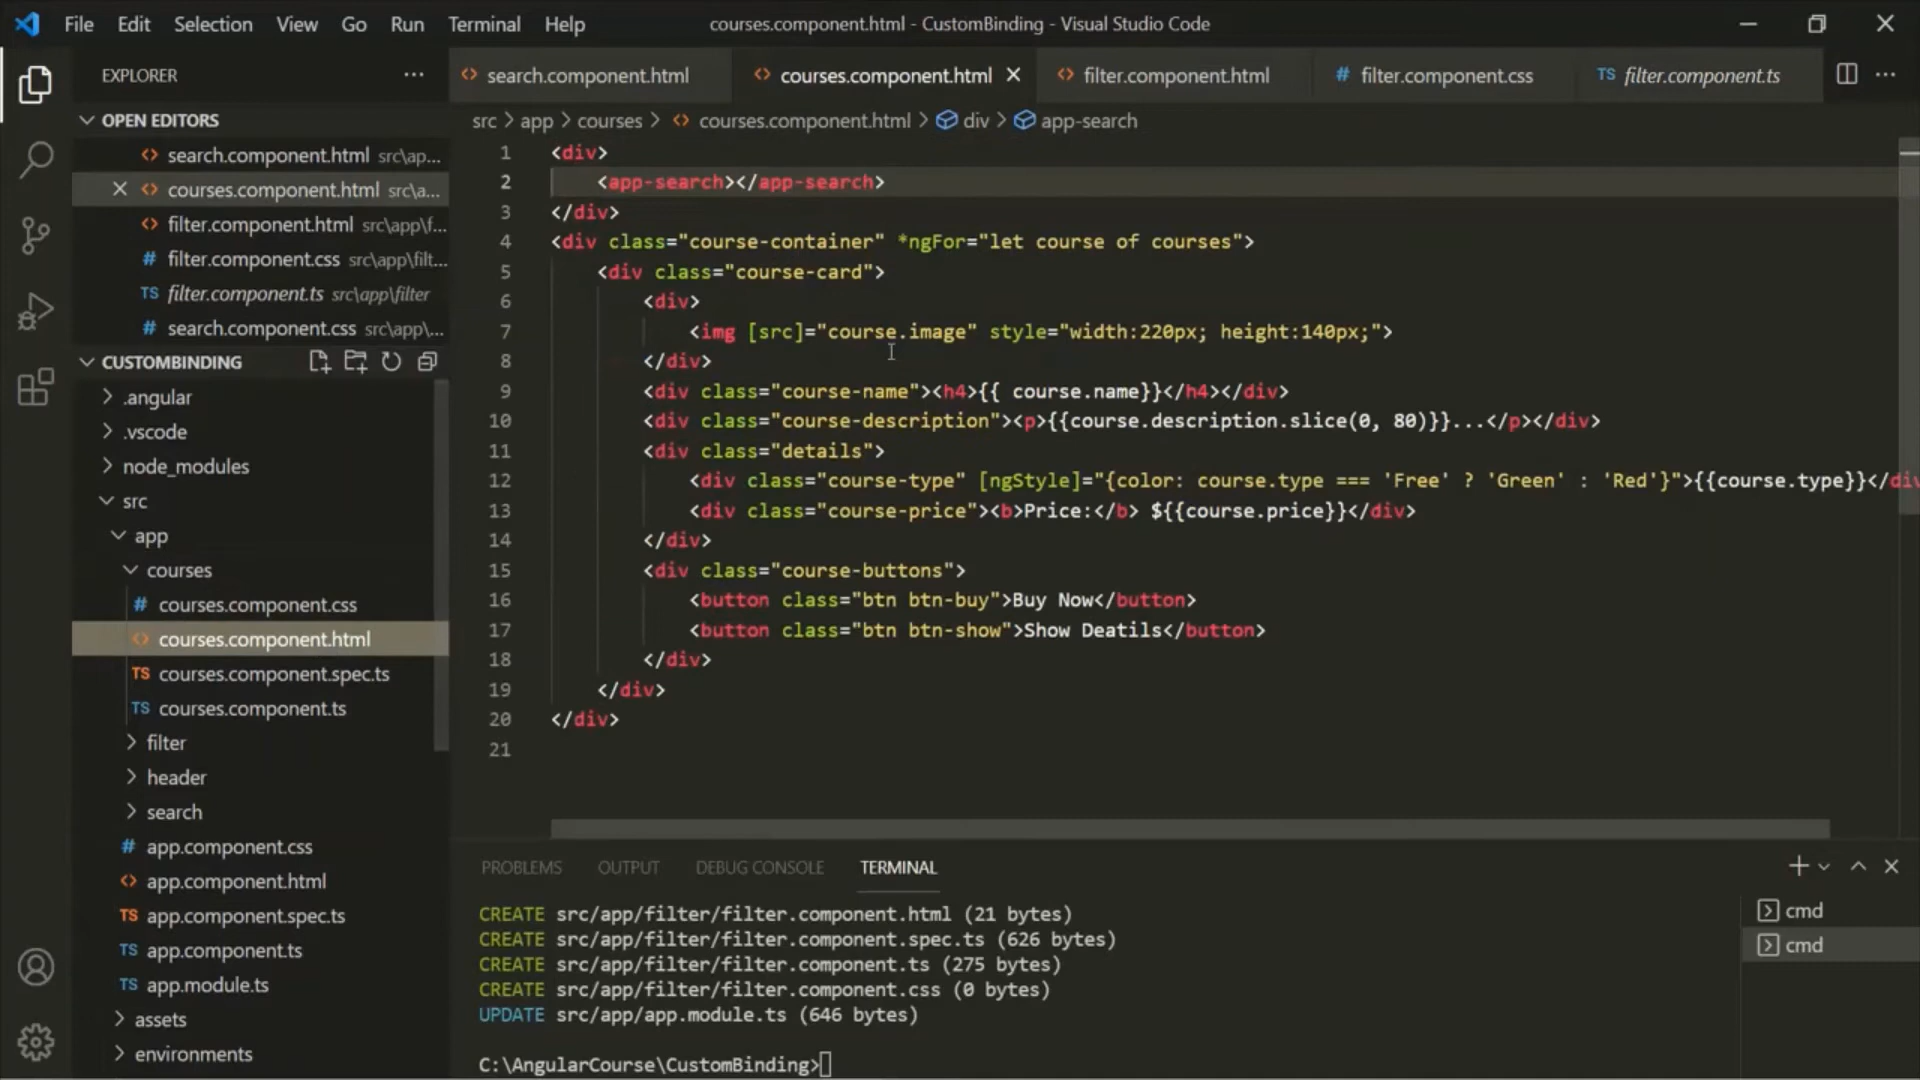 File Edit Selection View Go Run Terminal Help courses.component.html - CustomBinding - Visual Studio Code
EXPLORER
search.component.html courses.component.html filter.component.html # filter.component.css TS filter.component.ts
OPEN EDITORS
src > app > courses > courses.component.html > div > app-search
search.component.html src\ap...
courses.component.html src\a...
filter.component.html src\app\f...
# filter.component.css src\app\filt...
TS filter.component.ts src\app\filter
# search.component.css src\app\...
CUSTOMBINDING
.angular
.vscode
node_modules
src
app
courses
# courses.component.css
courses.component.html
TS courses.component.spec.ts
TS courses.component.ts
filter
header
search
# app.component.css
app.component.html
TS app.component.spec.ts
TS app.component.ts
TS app.module.ts
assets
environments
1 <div>
2 <app-search></app-search>
3 </div>
4 <div class="course-container" *ngFor="let course of courses">
5 <div class="course-card">
6 <div>
7 <img [src]="course.image" style="width:220px; height:140px;">
8 </div>
9 <div class="course-name"><h4>{{ course.name}}</h4></div>
10 <div class="course-description"><p>{{course.description.slice(0, 80)}}...</p></div>
11 <div class="details">
12 <div class="course-type" [ngStyle]="{color: course.type === 'Free' ? 'Green' : 'Red'}">{{course.type}}</div
13 <div class="course-price"><b>Price:</b> ${{course.price}}</div>
14 </div>
15 <div class="course-buttons">
16 <button class="btn btn-buy">Buy Now</button>
17 <button class="btn btn-show">Show Deatils</button>
18 </div>
19 </div>
20 </div>
21
PROBLEMS OUTPUT DEBUG CONSOLE TERMINAL
CREATE src/app/filter/filter.component.html (21 bytes)
CREATE src/app/filter/filter.component.spec.ts (626 bytes)
CREATE src/app/filter/filter.component.ts (275 bytes)
CREATE src/app/filter/filter.component.css (0 bytes)
UPDATE src/app/app.module.ts (646 bytes)
C:\AngularCourse\CustomBinding>
cmd
cmd